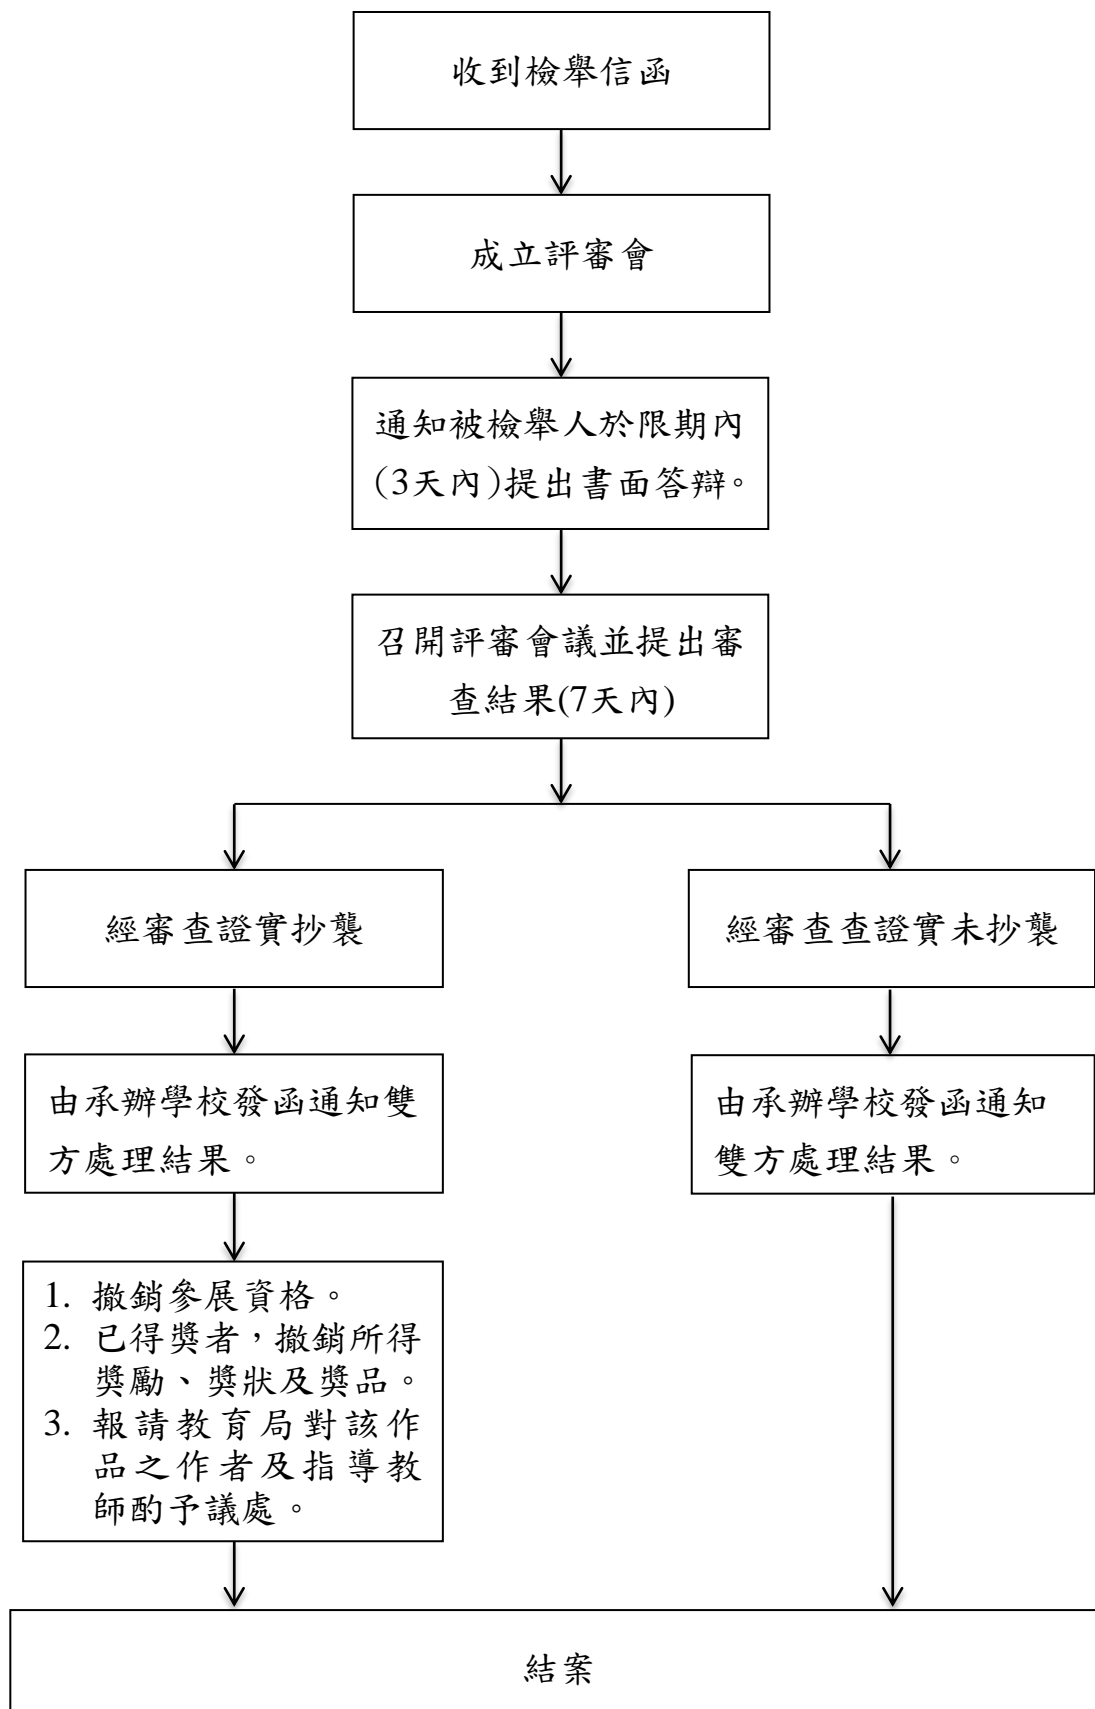 收到檢舉信函
成立評審會
通知被檢舉人於限期內
(3天內)提出書面答辯。
召開評審會議並提出審
查結果(7天內)
經審查證實抄襲
經審查查證實未抄襲
由承辦學校發函通知雙
方處理結果。
由承辦學校發函通知
雙方處理結果。
1. 撤銷參展資格。
2. 已得獎者，撤銷所得
獎勵、獎狀及獎品。
3. 報請教育局對該作
品之作者及指導教
師酌予議處。
結案